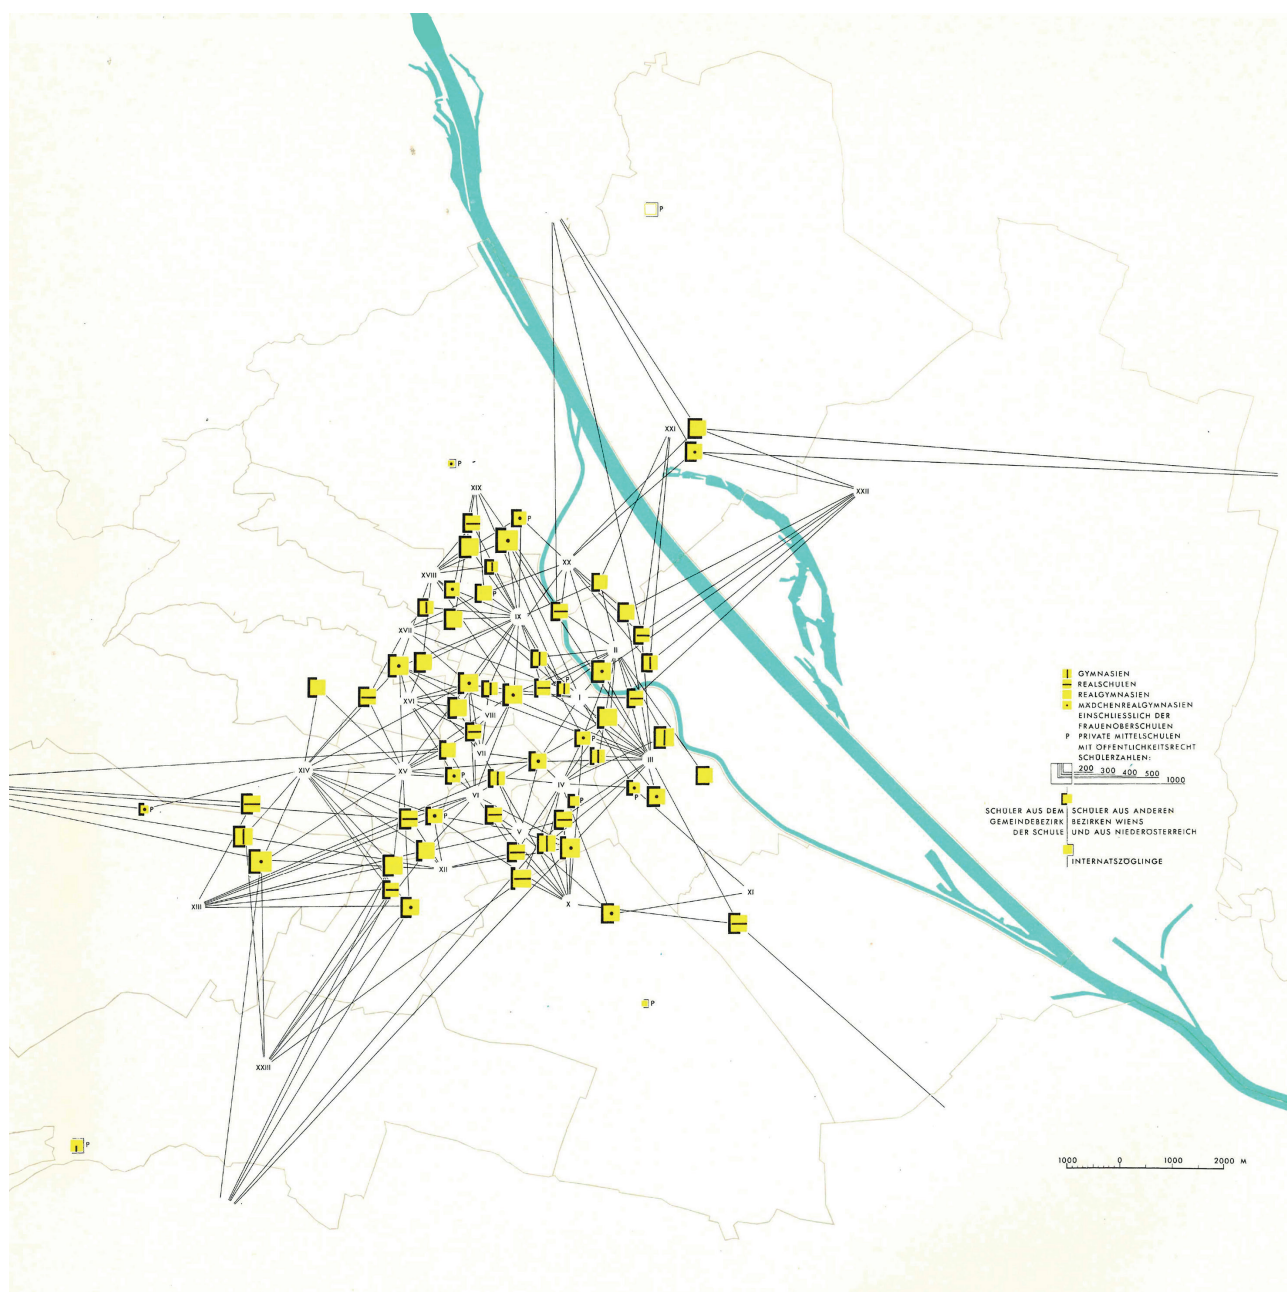 P
XXI
P
XIX
XXII
P
XX
XVIII
P
IX
XVII
II
P
XVI
I
VIII
P
VII
III
XIV
XV
P
IV
VI
P
P
P
P
V
XII
XI
XIII
X
P
XXIII
P
GYMNASIEN
REALSCHULEN
REALGYMNASIEN
MÄDCHENREALGYMNASIEN
EINSCHLIESSLICH DER
FRAUENOBERSCHULEN
P PRIVATE MITTELSCHULEN
MIT ÖFFENTLICHKEITSRECHT
SCHÜLERZAHLEN:
200 300 400 500
1000
SCHÜLER AUS DEM SCHÜLER AUS ANDEREN
GEMEINDEBEZIRK BEZIRKEN WIENS
DER SCHULE UND AUS NIEDERÖSTERREICH
INTERNATSZÖGLINGE
1000 0 1000 2000 M